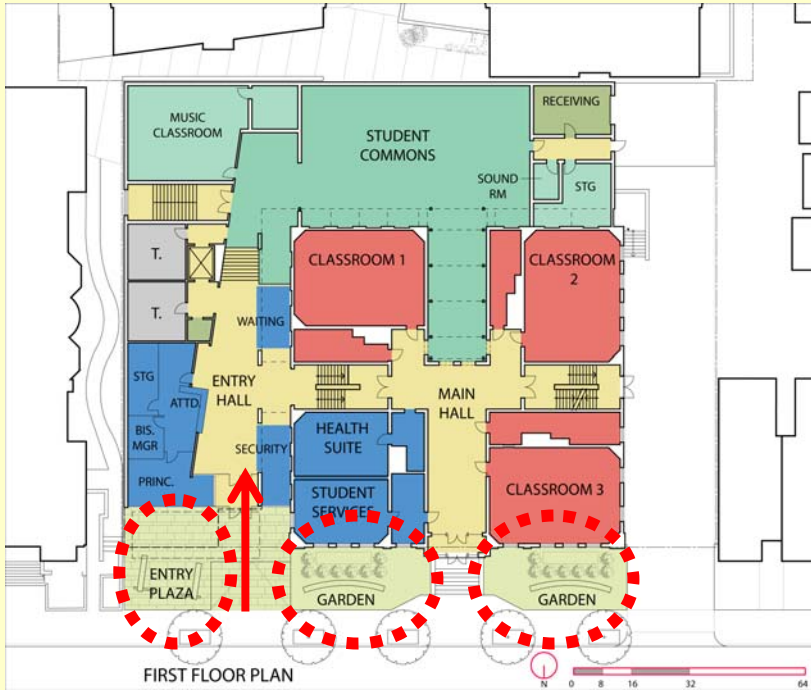 MUSIC
CLASSROOM
STUDENT
COMMONS
RECEIVING
SOUND
RM
STG
T.
CLASSROOM 1
CLASSROOM
2
T.
WAITING
STG
ATTD
ENTRY
HALL
MAIN
HALL
BIS.
MGR
HEALTH
SUITE
SECURITY
PRINC.
STUDENT
SERVICES
CLASSROOM 3
ENTRY
PLAZA
GARDEN
GARDEN
FIRST FLOOR PLAN
N
0 8 16 32 64